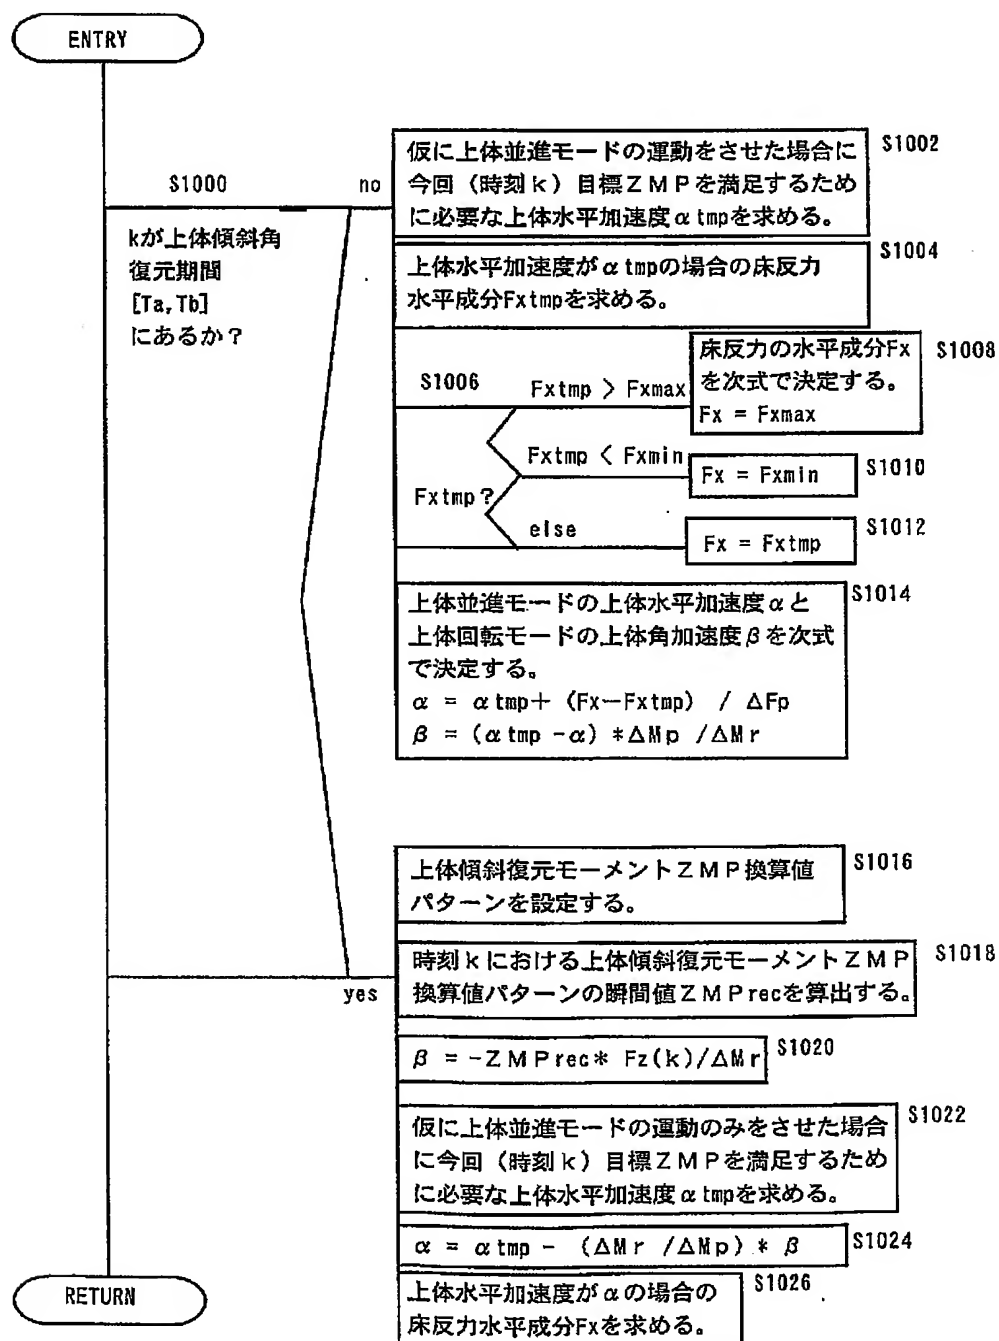 ENTRY
S1000
no
kが上体傾斜角
復元期間
[Ta,Tb]
にあるか？
仮に上体並進モードの運動をさせた場合に
今回（時刻ｋ）目標ＺＭＰを満足するため
に必要な上体水平加速度αtmpを求める。
S1002
上体水平加速度がαtmpの場合の床反力
水平成分Fxtmpを求める。
S1004
S1006
Fxtmp？
Fxtmp > Fxmax
床反力の水平成分Fx
を次式で決定する。
Fx = Fxmax
S1008
Fxtmp < Fxmin
Fx = Fxmin
S1010
else
Fx = Fxtmp
S1012
上体並進モードの上体水平加速度αと
上体回転モードの上体角加速度βを次式
で決定する。
α = αtmp+ (Fx-Fxtmp) / ΔFp
β = (αtmp -α) *ΔMp /ΔMr
S1014
yes
上体傾斜復元モーメントＺＭＰ換算値
パターンを設定する。
S1016
時刻ｋにおける上体傾斜復元モーメントＺＭＰ
換算値パターンの瞬間値ＺＭＰrecを算出する。
S1018
β = -ＺＭＰrec* Fz(k)/ΔMr
S1020
仮に上体並進モードの運動のみをさせた場合
に今回（時刻ｋ）目標ＺＭＰを満足するため
に必要な上体水平加速度αtmpを求める。
S1022
α = αtmp - (ΔMr /ΔMp) * β
S1024
上体水平加速度がαの場合の
床反力水平成分Fxを求める。
S1026
RETURN